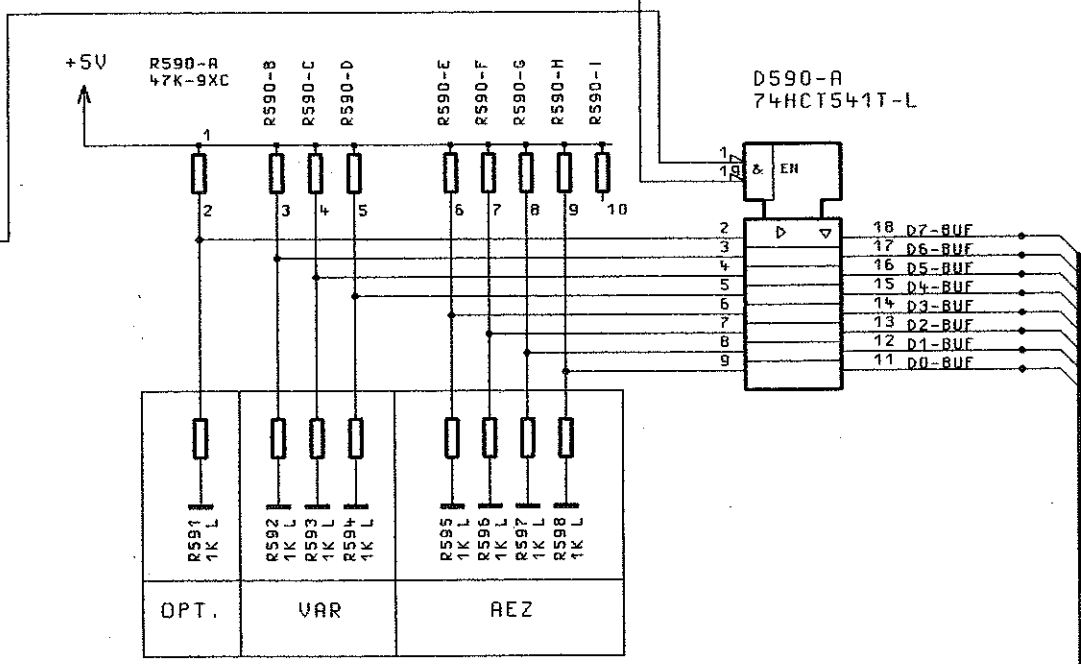 +5V
R590-A
47K-9XC
R590-B
R590-C
R590-D
R590-E
R590-F
R590-G
R590-H
R590-I
D590-A
74HCT541T-L
1
1
19
& EN
2
3
4
5
6
7
8
9
10
2
3
4
5
6
7
8
9
18 D7-BUF
17 D6-BUF
16 D5-BUF
15 D4-BUF
14 D3-BUF
13 D2-BUF
12 D1-BUF
11 D0-BUF
R591
1K L
R592
1K L
R593
1K L
R594
1K L
R595
1K L
R596
1K L
R597
1K L
R598
1K L
OPT.
VAR
AEZ